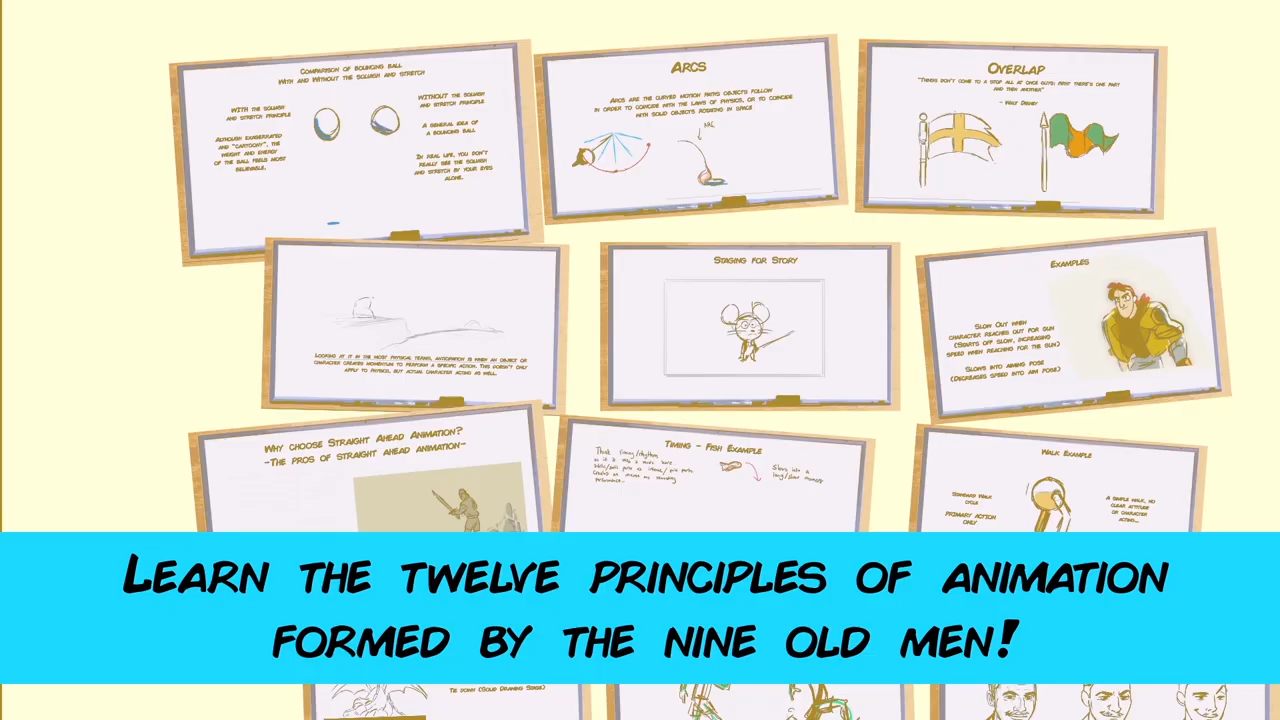 Comparison of bouncing ball
With and Without the squash and stretch
WITH the squash
and stretch principle
Although exaggerated
and "cartoony", the
weight and energy
of the ball feels most
believable.
WITHOUT the squash
and stretch principle
A general idea of
a bouncing ball
In real life, you don't
really see the squash
and stretch by your eyes
alone.
Arcs
Arcs are the curved motion paths objects follow
in order to coincide with the laws of physics, or to coincide
with solid objects rotating in space
ARC
Overlap
"Things don't come to a stop all at once guys; first there's one part
and then another"
- Walt Disney
Looking at it in the most physical terms, anticipation is when an object or
character creates momentum to perform a specific action. This doesn't only
apply to physics, but actual character acting as well.
Staging for Story
Examples
Slow Out when
character reaches out for gun
(Starts off slow, increasing
speed when reaching for the gun)
Slows into aiming pose
(Decreases speed into aim pose)
Why choose Straight Ahead Animation?
-The pros of straight ahead animation-
Timing - Fish Example
Think timing/rhythm
Slows into a
Walk Example
Standard Walk
cycle
Primary Action
only
A simple walk, no
clear attitude
or character
acting...
Learn the twelve principles of animation
formed by the nine old men!
Tie down (Solid Drawing Stage)